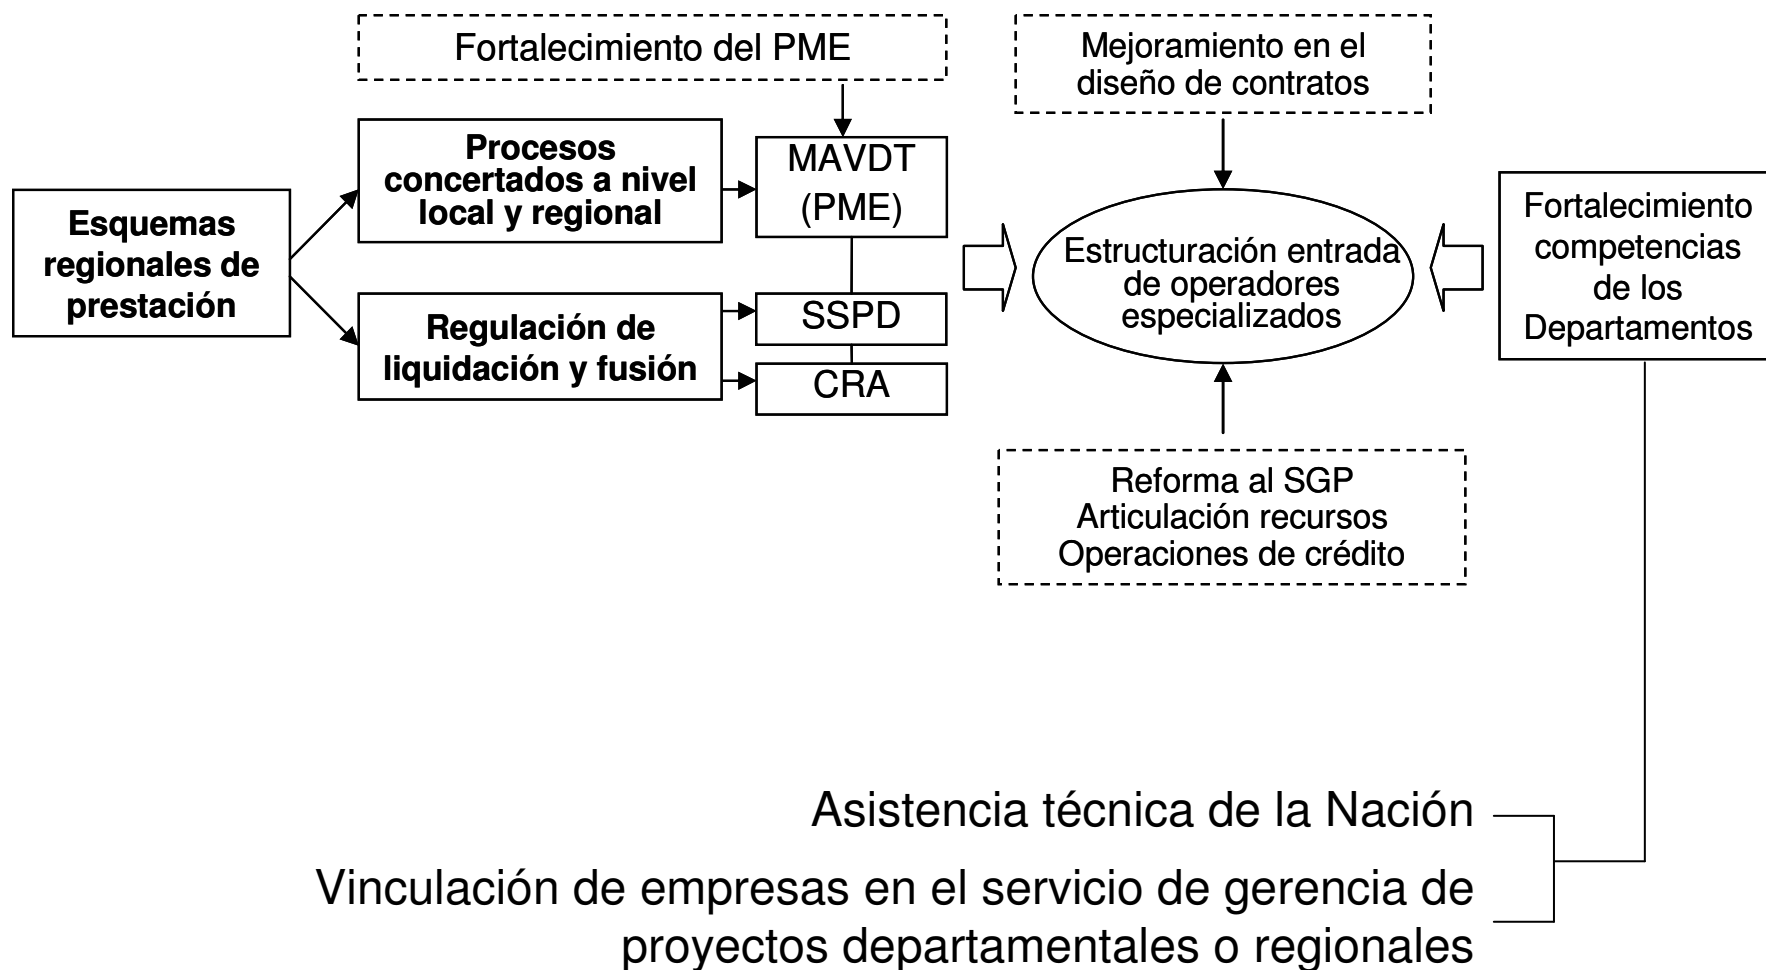 Fortalecimiento del PME
Mejoramiento en el
diseño de contratos
Procesos
concertados a nivel
local y regional
MAVDT
(PME)
Esquemas
regionales de
prestación
Regulación de
liquidación y fusión
SSPD
CRA
Estructuración entrada
de operadores
especializados
Fortalecimiento
competencias
de los
Departamentos
Reforma al SGP
Articulación recursos
Operaciones de crédito
Asistencia técnica de la Nación
Vinculación de empresas en el servicio de gerencia de
proyectos departamentales o regionales